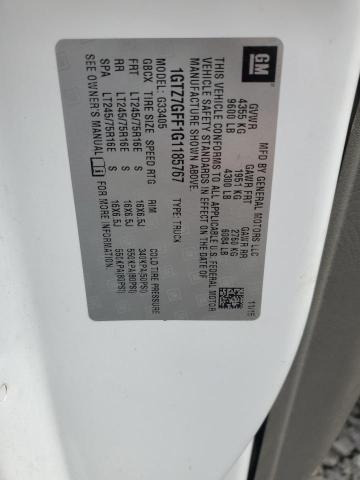 GM
MFD BY GENERAL MOTORS LLC 11/15
GVWR GAWR FRT GAWR RR
4355 KG 1951 KG 2760 KG
9600 LB 4300 LB 6084 LB
THIS VEHICLE CONFORMS TO ALL APPLICABLE U.S. FEDERAL MOTOR
VEHICLE SAFETY STANDARDS IN EFFECT ON THE DATE OF
MANUFACTURE SHOWN ABOVE.
1GTZ7GFF1G1185767 TYPE: TRUCK
MODEL: G33405
GBCX TIRE SIZE SPEED RTG RIM COLD TIRE PRESSURE
FRT LT245/75R16E S 16X6.5J 340KPA(50PSI)
RR LT245/75R16E S 16X6.5J 550KPA(80PSI)
SPA LT245/75R16E S 16X6.5J 550KPA(80PSI)
SEE OWNER'S MANUAL FOR MORE INFORMATION.